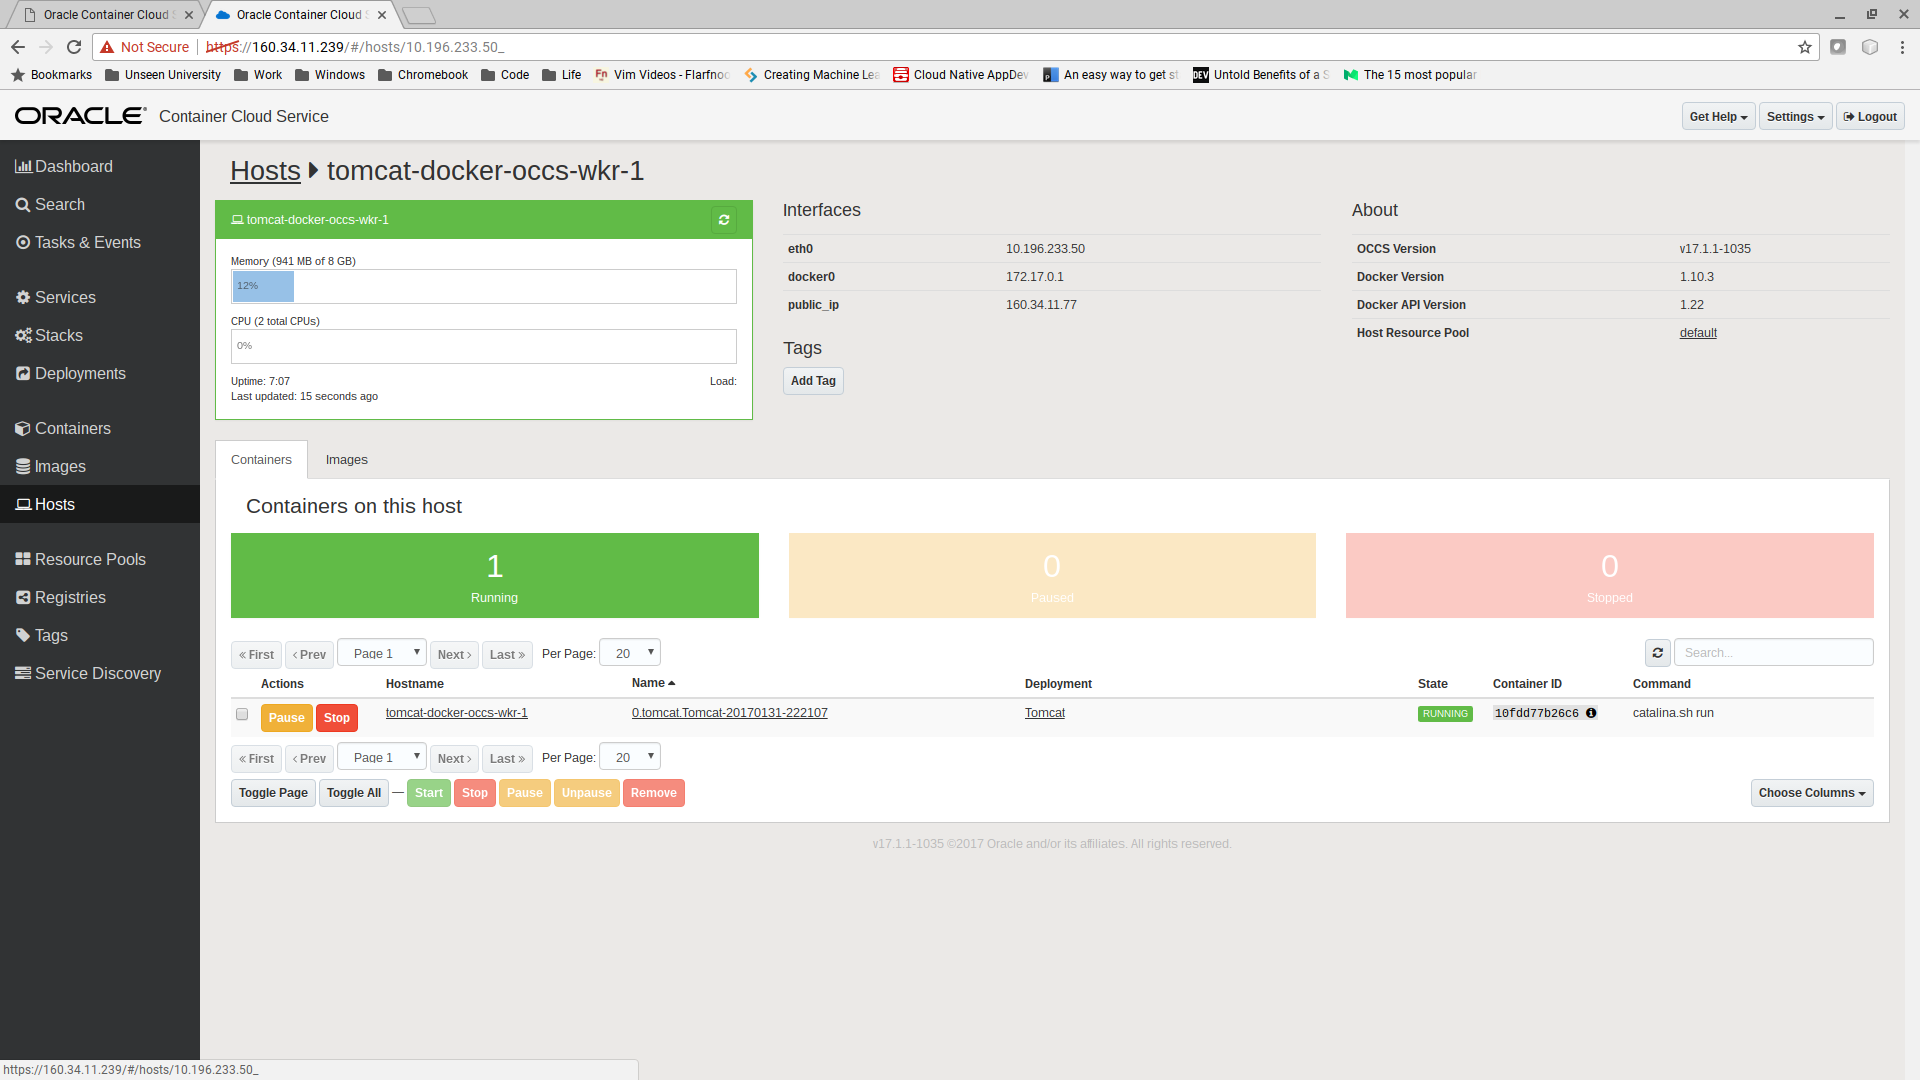 Oracle Container Cloud S
Oracle Container Cloud S
Not Secure | https://160.34.11.239/#/hosts/10.196.233.50_
Bookmarks Unseen University Work Windows Chromebook Code Life Fn Vim Videos - Flarfnoo Creating Machine Lea Cloud Native AppDev An easy way to get st DEV Untold Benefits of a S The 15 most popular
ORACLE Container Cloud Service
Get Help Settings Logout
Dashboard
Search
Tasks & Events
Services
Stacks
Deployments
Containers
Images
Hosts
Resource Pools
Registries
Tags
Service Discovery
Hosts tomcat-docker-occs-wkr-1
tomcat-docker-occs-wkr-1
Memory (941 MB of 8 GB)
12%
CPU (2 total CPUs)
0%
Uptime: 7:07 Load:
Last updated: 15 seconds ago
Interfaces
eth0 10.196.233.50
docker0 172.17.0.1
public_ip 160.34.11.77
Tags
Add Tag
About
OCCS Version v17.1.1-1035
Docker Version 1.10.3
Docker API Version 1.22
Host Resource Pool default
Containers Images
Containers on this host
1
Running
0
Paused
0
Stopped
« First ‹ Prev Page 1 Next › Last » Per Page: 20 Search...
Actions Hostname Name Deployment State Container ID Command
Pause Stop tomcat-docker-occs-wkr-1 0.tomcat.Tomcat-20170131-222107 Tomcat RUNNING 10fdd77b26c6 catalina.sh run
« First ‹ Prev Page 1 Next › Last » Per Page: 20
Toggle Page Toggle All — Start Stop Pause Unpause Remove Choose Columns
v17.1.1-1035 ©2017 Oracle and/or its affiliates. All rights reserved.
https://160.34.11.239/#/hosts/10.196.233.50_